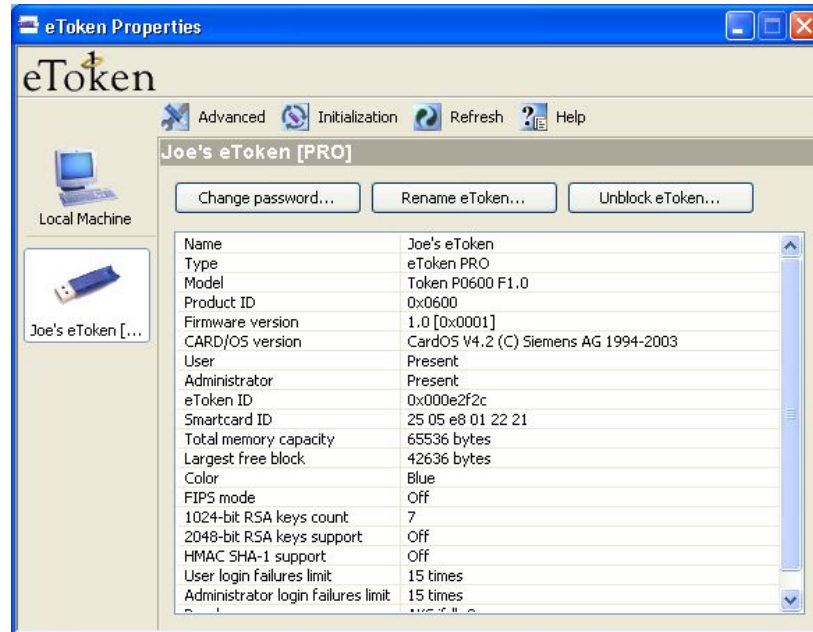 eToken Properties
eToken
Advanced Initialization Refresh Help
Joe's eToken [PRO]
Local Machine
Joe's eToken [...
Change password... Rename eToken... Unblock eToken...
Name Joe's eToken
Type eToken PRO
Model Token P0600 F1.0
Product ID 0x0600
Firmware version 1.0 [0x0001]
CARD/OS version CardOS V4.2 (C) Siemens AG 1994-2003
User Present
Administrator Present
eToken ID 0x000e2f2c
Smartcard ID 25 05 e8 01 22 21
Total memory capacity 65536 bytes
Largest free block 42636 bytes
Color Blue
FIPS mode Off
1024-bit RSA keys count 7
2048-bit RSA keys support Off
HMAC SHA-1 support Off
User login failures limit 15 times
Administrator login failures limit 15 times